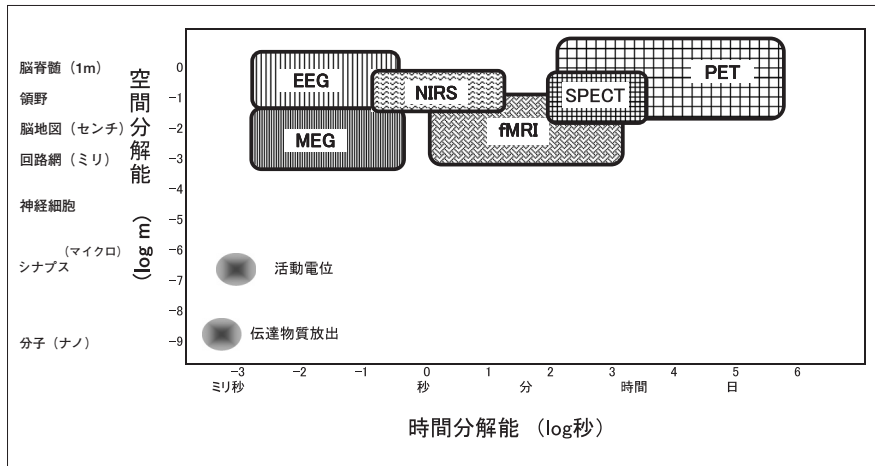 脳脊髄（1m）
領野
脳地図（センチ）
回路網（ミリ）
神経細胞
（マイクロ）
シナプス
分子（ナノ）
空間分解能 （log m）
0
−1
−2
−3
−4
−5
−6
−7
−8
−9
EEG
MEG
NIRS
fMRI
SPECT
PET
活動電位
伝達物質放出
−3 −2 −1 0 1 2 3 4 5 6
ミリ秒 秒 分 時間 日
時間分解能 （log秒）